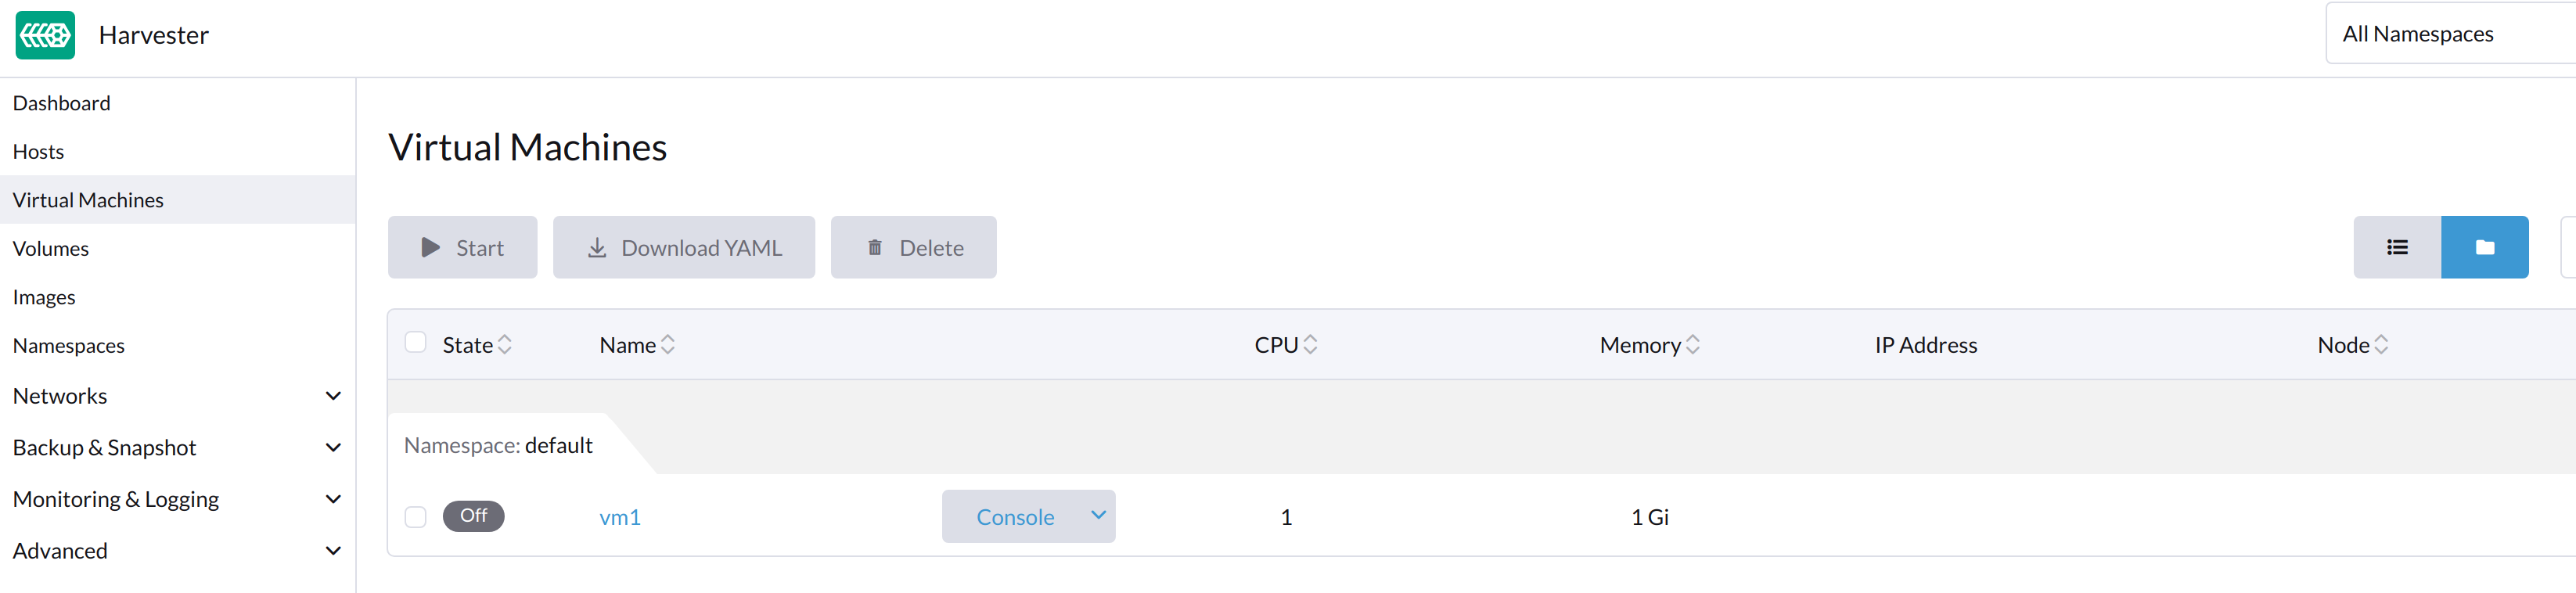 Harvester
All Namespaces
Dashboard
Hosts
Virtual Machines
Volumes
Images
Namespaces
Networks
Backup & Snapshot
Monitoring & Logging
Advanced
Virtual Machines
Start Download YAML Delete
State Name CPU Memory IP Address Node
Namespace: default
Off vm1 Console 1 1 Gi